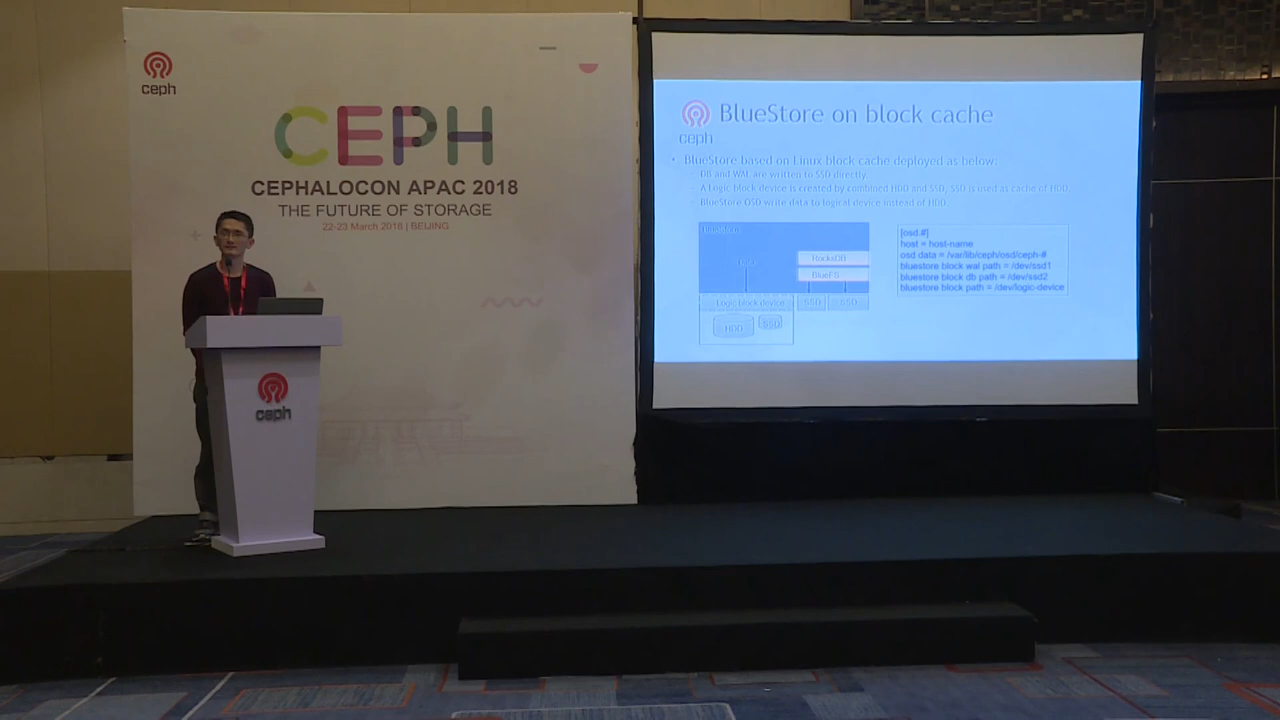 ceph
CEPH
CEPHALOCON APAC 2018
THE FUTURE OF STORAGE
22-23 March 2018 | BEIJING
ceph
ceph
BlueStore on block cache
• BlueStore based on Linux block cache deployed as below:
– DB and WAL are written to SSD directly.
– A Logic block device is created by combined HDD and SSD, SSD is used as cache of HDD.
– BlueStore OSD write data to logical device instead of HDD.
BlueStore
Data
RocksDB
BlueFS
Logic block device
SSD
SSD
HDD
SSD
[osd.#]
host = host-name
osd data = /var/lib/ceph/osd/ceph-#
bluestore block wal path = /dev/ssd1
bluestore block db path = /dev/ssd2
bluestore block path = /dev/logic-device